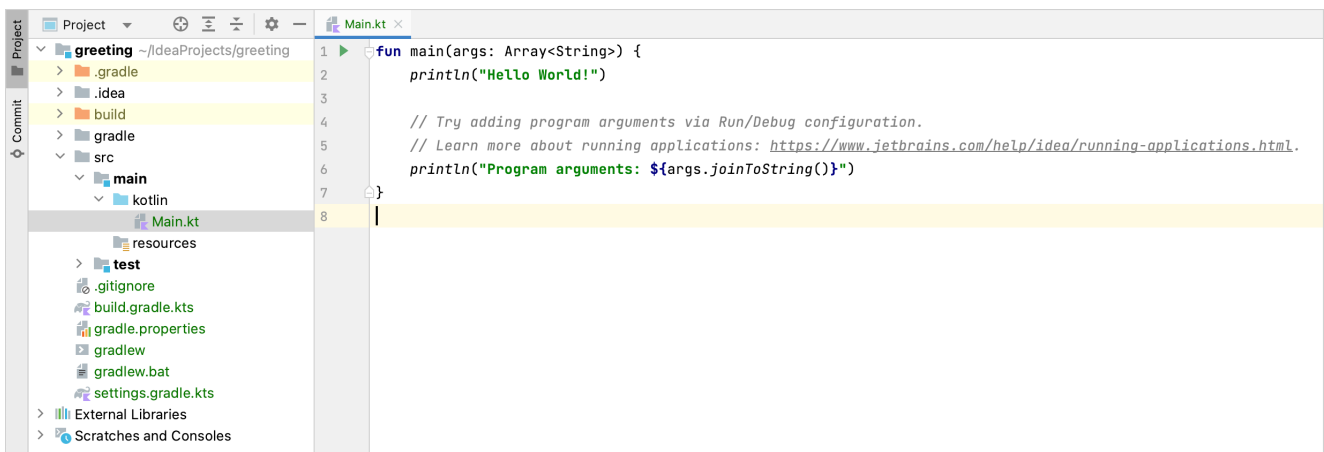 Project
Commit
Project
greeting ~/IdeaProjects/greeting
.gradle
.idea
build
gradle
src
main
kotlin
Main.kt
resources
test
.gitignore
build.gradle.kts
gradle.properties
gradlew
gradlew.bat
settings.gradle.kts
External Libraries
Scratches and Consoles
Main.kt
1 fun main(args: Array<String>) {
2     println("Hello World!")
3
4     // Try adding program arguments via Run/Debug configuration.
5     // Learn more about running applications: https://www.jetbrains.com/help/idea/running-applications.html.
6     println("Program arguments: ${args.joinToString()}")
7 }
8